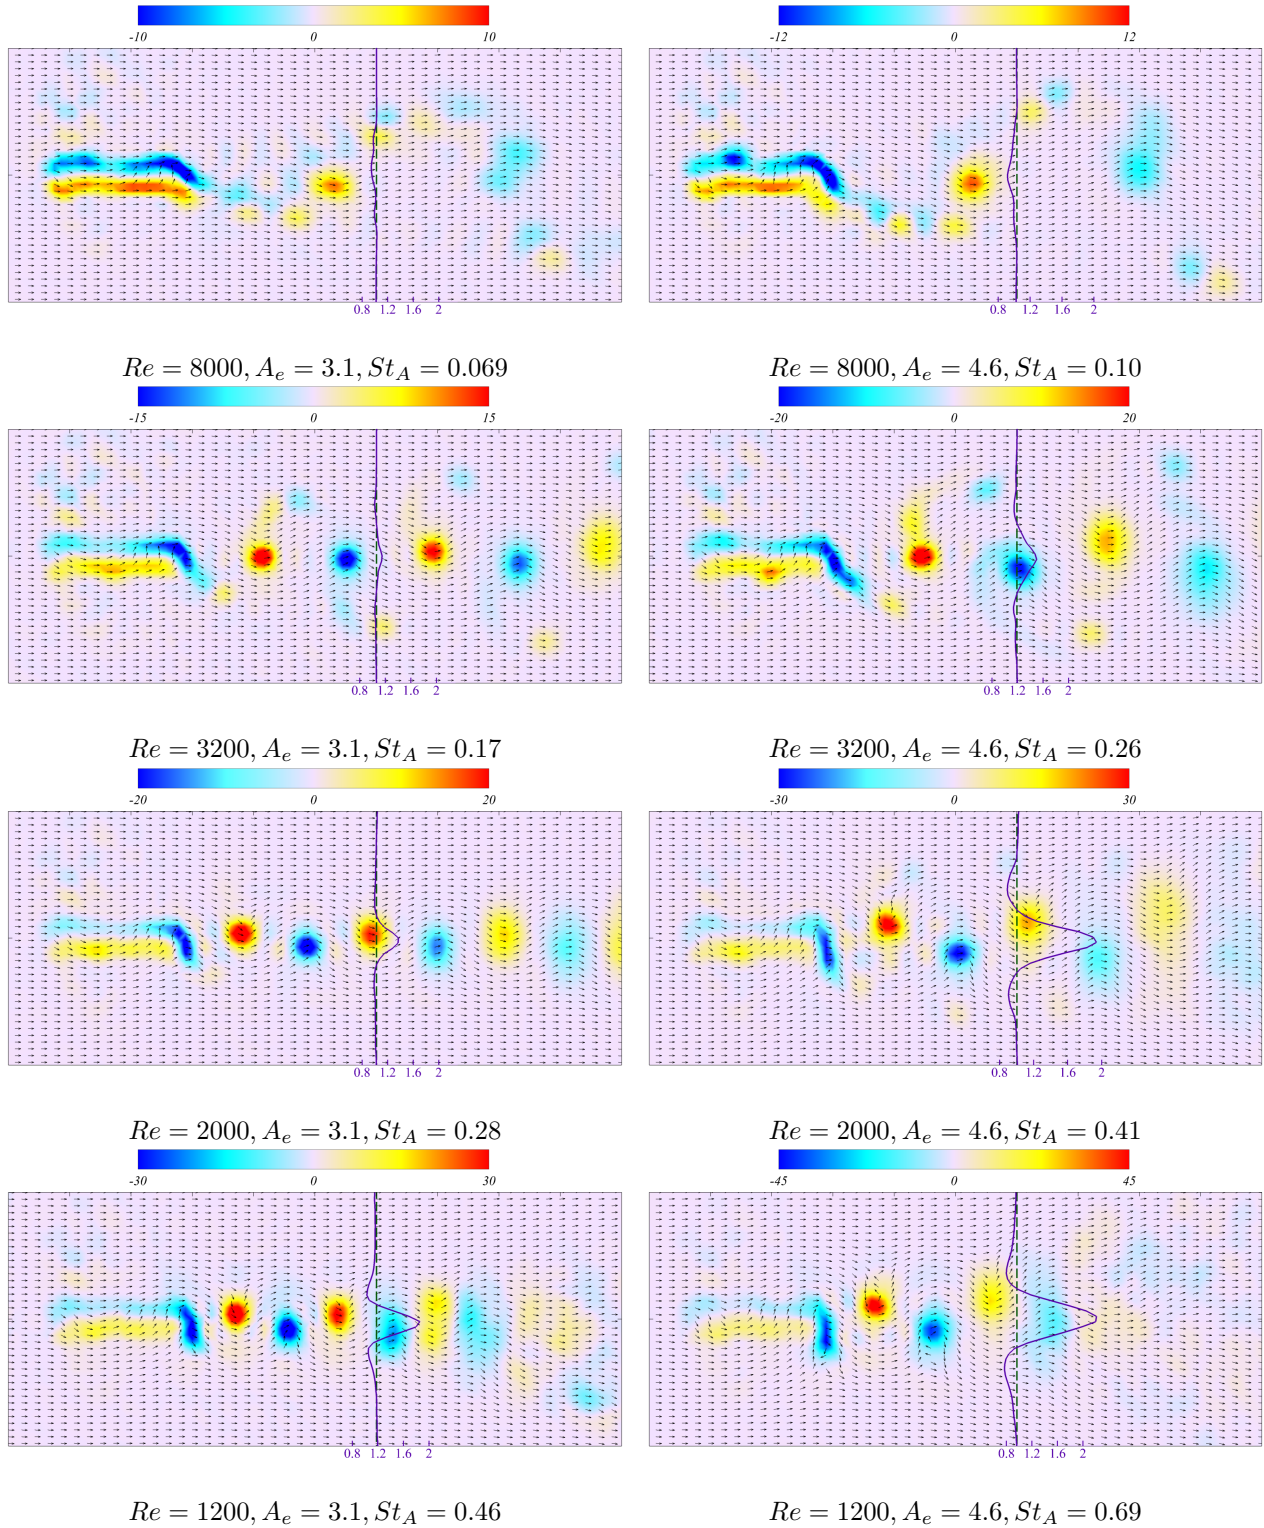 -10 0 10 -12 0 12
0.8 1.2 1.6 2 0.8 1.2 1.6 2
Re = 8000, A_e = 3.1, St_A = 0.069 Re = 8000, A_e = 4.6, St_A = 0.10
-15 0 15 -20 0 20
0.8 1.2 1.6 2 0.8 1.2 1.6 2
Re = 3200, A_e = 3.1, St_A = 0.17 Re = 3200, A_e = 4.6, St_A = 0.26
-20 0 20 -30 0 30
0.8 1.2 1.6 2 0.8 1.2 1.6 2
Re = 2000, A_e = 3.1, St_A = 0.28 Re = 2000, A_e = 4.6, St_A = 0.41
-30 0 30 -45 0 45
0.8 1.2 1.6 2 0.8 1.2 1.6 2
Re = 1200, A_e = 3.1, St_A = 0.46 Re = 1200, A_e = 4.6, St_A = 0.69